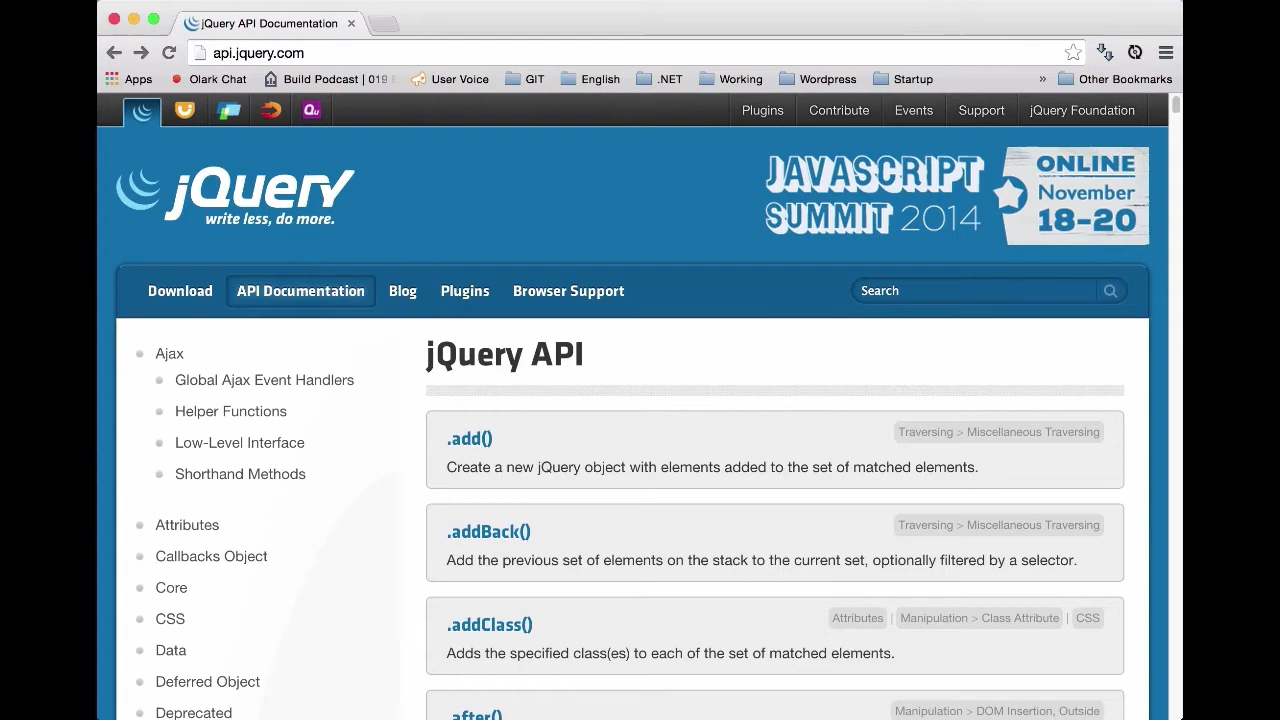 jQuery API Documentation
api.jquery.com
Apps
Olark Chat
Build Podcast | 019
User Voice
GIT
English
.NET
Working
Wordpress
Startup
»
Other Bookmarks
Qu
Plugins
Contribute
Events
Support
jQuery Foundation
jQuery
write less, do more.
JAVASCRIPT
SUMMIT 2014
ONLINE
November
18-20
Download
API Documentation
Blog
Plugins
Browser Support
Search
Ajax
Global Ajax Event Handlers
Helper Functions
Low-Level Interface
Shorthand Methods
Attributes
Callbacks Object
Core
CSS
Data
Deferred Object
Deprecated
jQuery API
.add()
Traversing > Miscellaneous Traversing
Create a new jQuery object with elements added to the set of matched elements.
.addBack()
Traversing > Miscellaneous Traversing
Add the previous set of elements on the stack to the current set, optionally filtered by a selector.
.addClass()
Attributes | Manipulation > Class Attribute | CSS
Adds the specified class(es) to each of the set of matched elements.
.after()
Manipulation > DOM Insertion, Outside